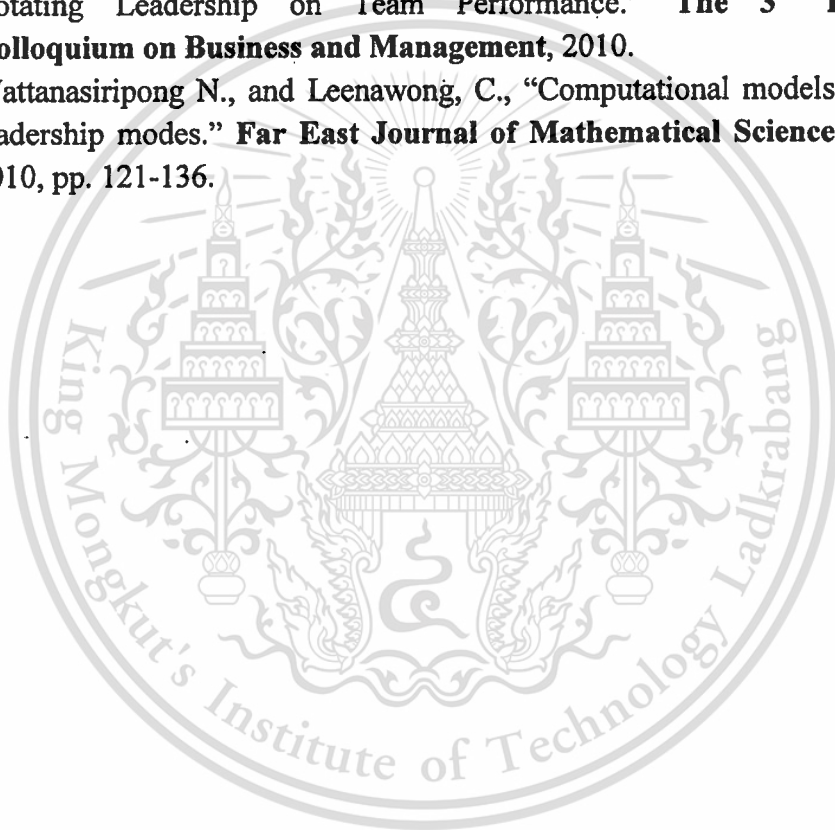 otating Leadership on Team Performance." The 3
olloquium on Business and Management, 2010.
attanasiripong N., and Leenawong, C., “Computational models
adership modes.” Far East Journal of Mathematical Science
010, pp. 121-136.
King Mongkut's Institute of Technology Ladkrabang